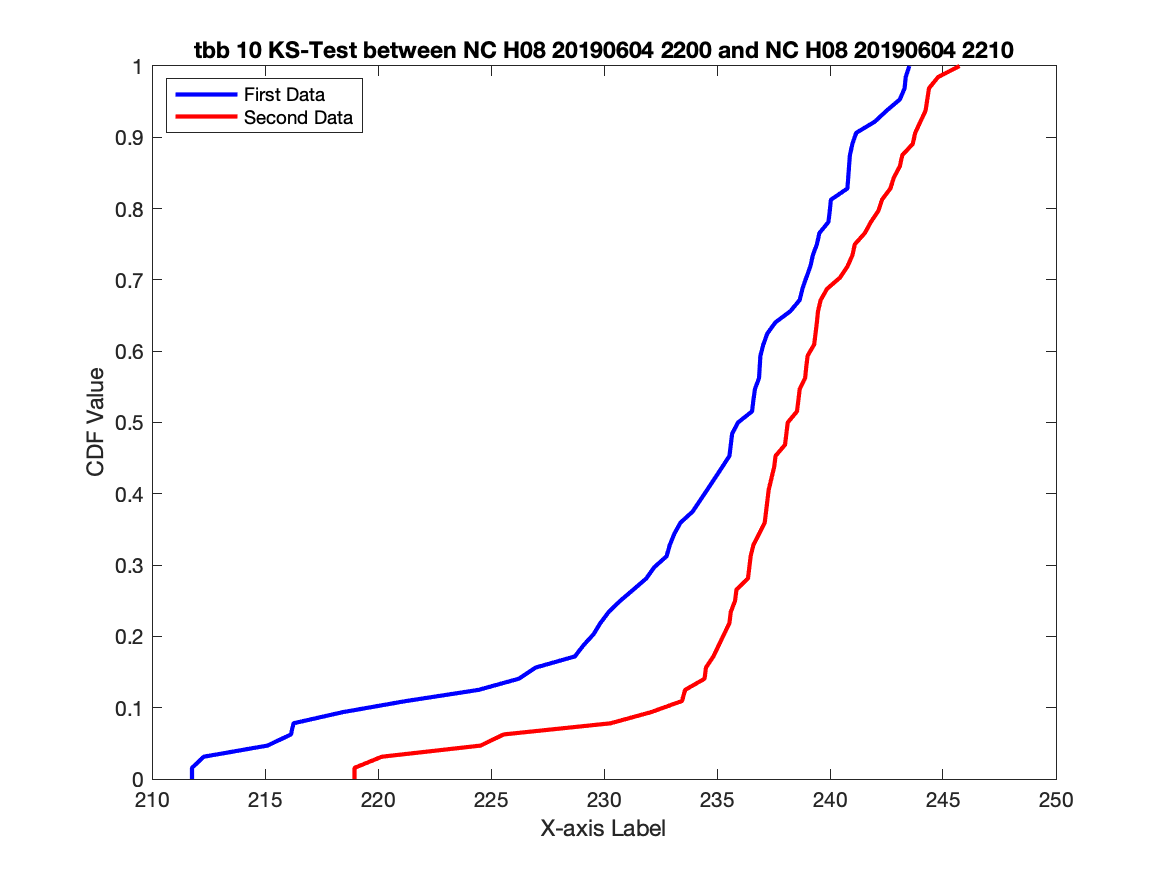 tbb 10 KS-Test between NC H08 20190604 2200 and NC H08 20190604 2210
First Data
Second Data
1
0.9
0.8
0.7
0.6
0.5
0.4
0.3
0.2
0.1
0
CDF Value
210 215 220 225 230 235 240 245 250
X-axis Label